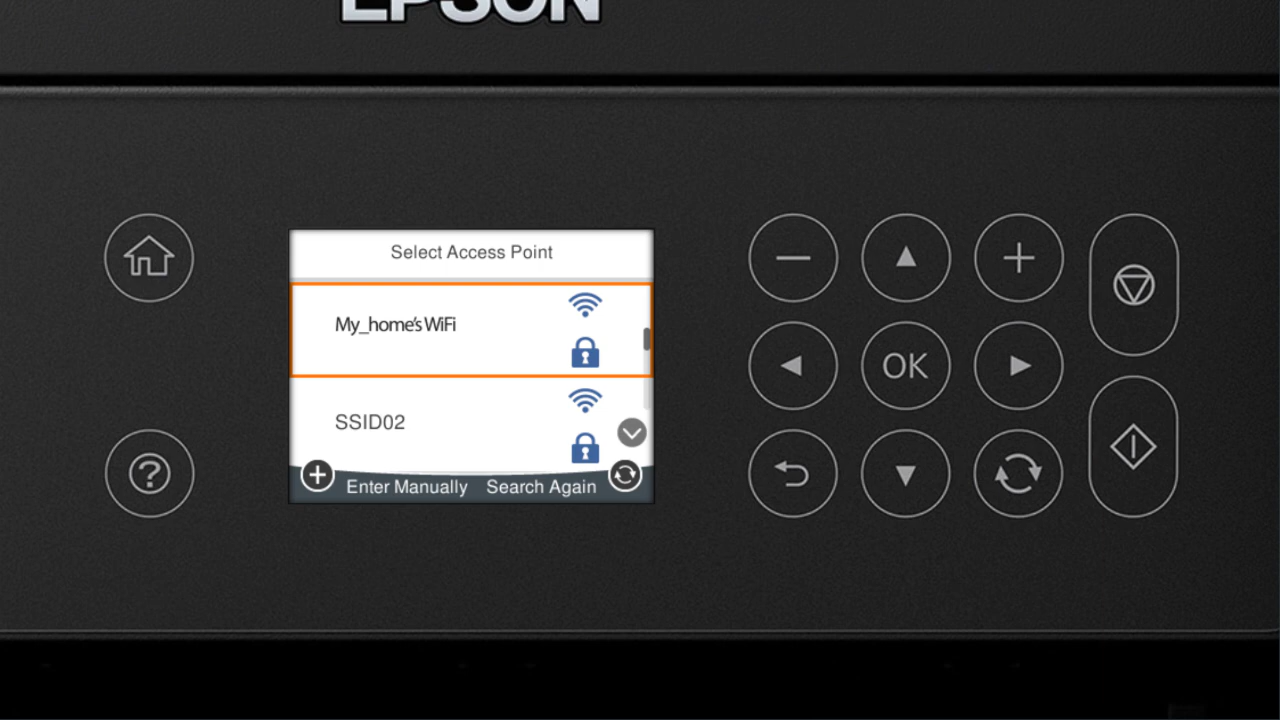 EPSON
Select Access Point
My_home's WiFi
SSID02
Enter Manually Search Again
OK